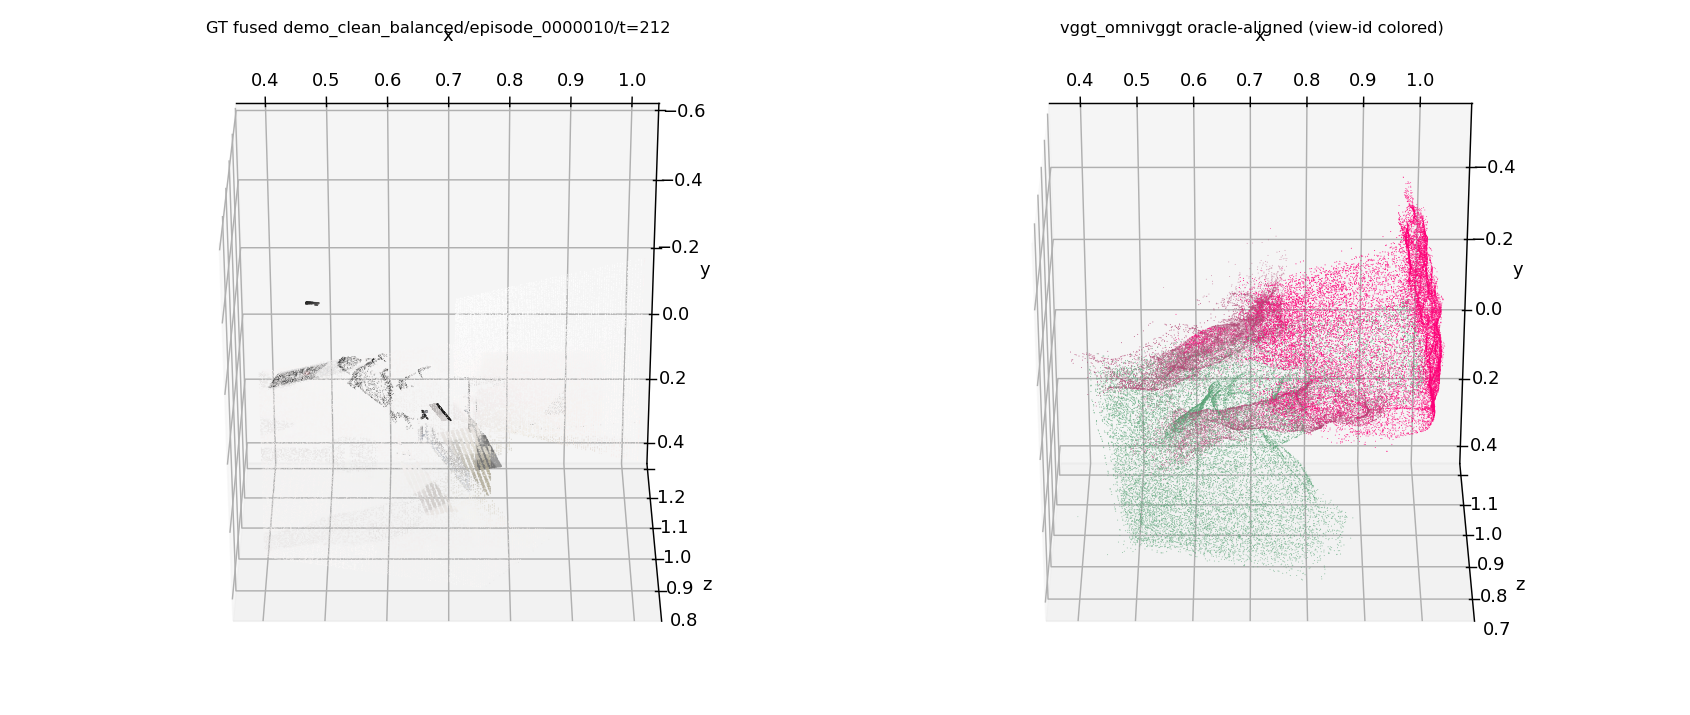 GT fused demo_clean_balanced/episode_0000010/t=212
x
0.4 0.5 0.6 0.7 0.8 0.9 1.0
−0.6
−0.4
−0.2
y
0.0
0.2
0.4
1.2
1.1
1.0
0.9 z
0.8
vggt_omnivggt oracle-aligned (view-id colored)
x
0.4 0.5 0.6 0.7 0.8 0.9 1.0
−0.4
−0.2
y
0.0
0.2
0.4
1.1
1.0
0.9
z
0.8
0.7